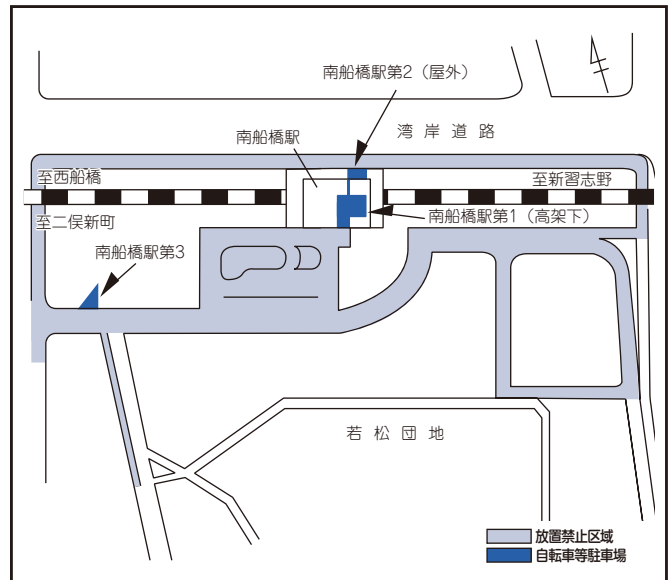 南船橋駅第2（屋外）
湾岸道路
南船橋駅
至西船橋
至新習志野
至二俣新町
南船橋駅第1（高架下）
南船橋駅第3
若松団地
放置禁止区域
自転車等駐車場